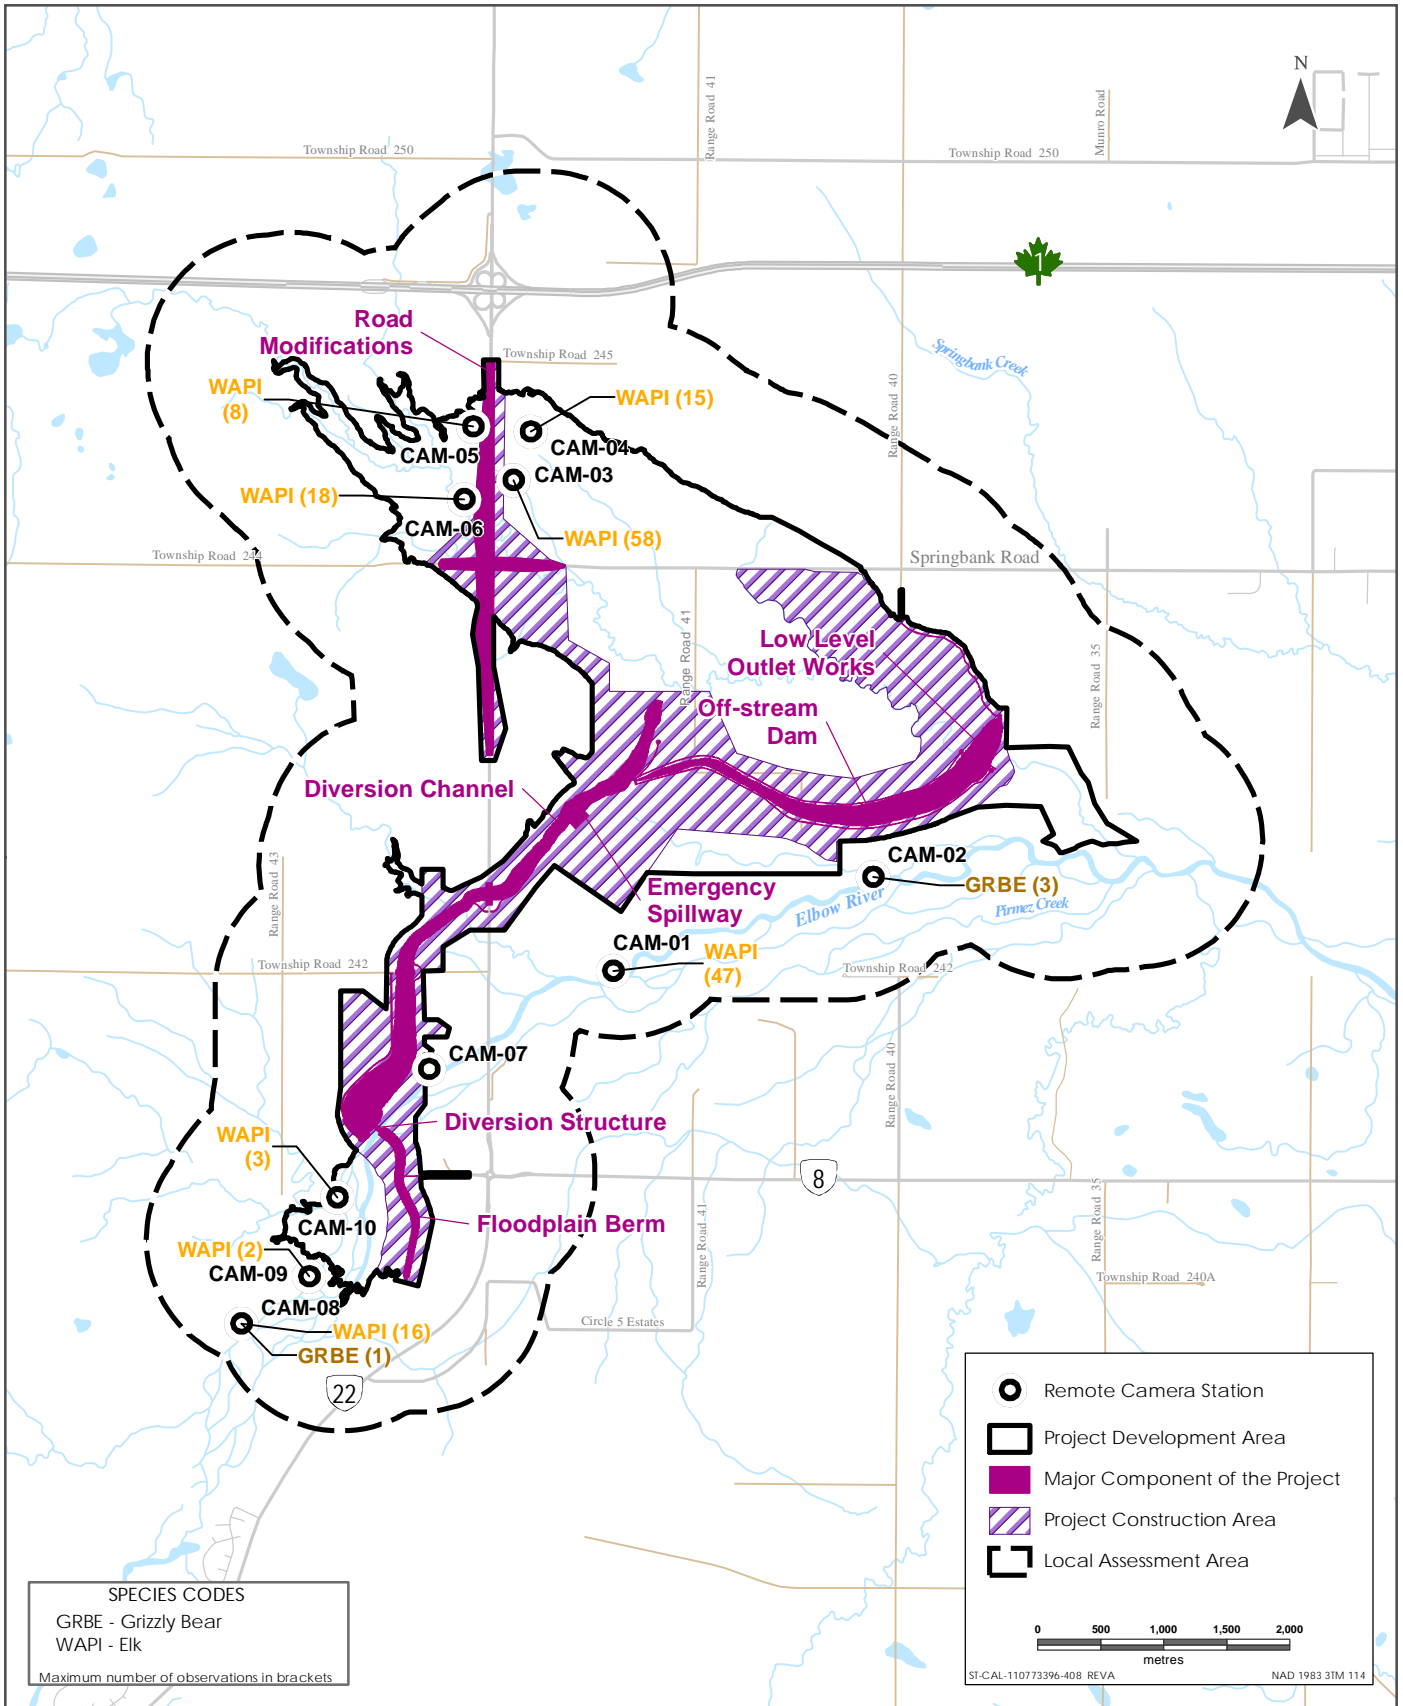 N
Range Road 41
Munro Road
Township Road 250
Township Road 250
1
Road
Modifications
Township Road 245
Springbank Creek
Range Road 40
WAPI
(8)
WAPI (15)
CAM-05
CAM-04
CAM-03
WAPI (18)
CAM-06
WAPI (58)
Township Road 244
Springbank Road
Range Road 41
Low Level
Outlet Works
Range Road 35
Off-stream
Dam
Diversion Channel
Range Road 43
CAM-02
Emergency
Spillway
GRBE (3)
Elbow River
Pirmez Creek
CAM-01
WAPI
(47)
Township Road 242
Township Road 242
CAM-07
Range Road 40
Diversion Structure
WAPI
(3)
8
CAM-10
Floodplain Berm
Range Road 41
Range Road 35
WAPI (2)
CAM-09
Township Road 240A
CAM-08
WAPI (16)
GRBE (1)
Circle 5 Estates
22
Remote Camera Station
Project Development Area
Major Component of the Project
Project Construction Area
Local Assessment Area
0 500 1,000 1,500 2,000
metres
ST-CAL-110773396-408 REVA
NAD 1983 3TM 114
SPECIES CODES
GRBE - Grizzly Bear
WAPI - Elk
Maximum number of observations in brackets